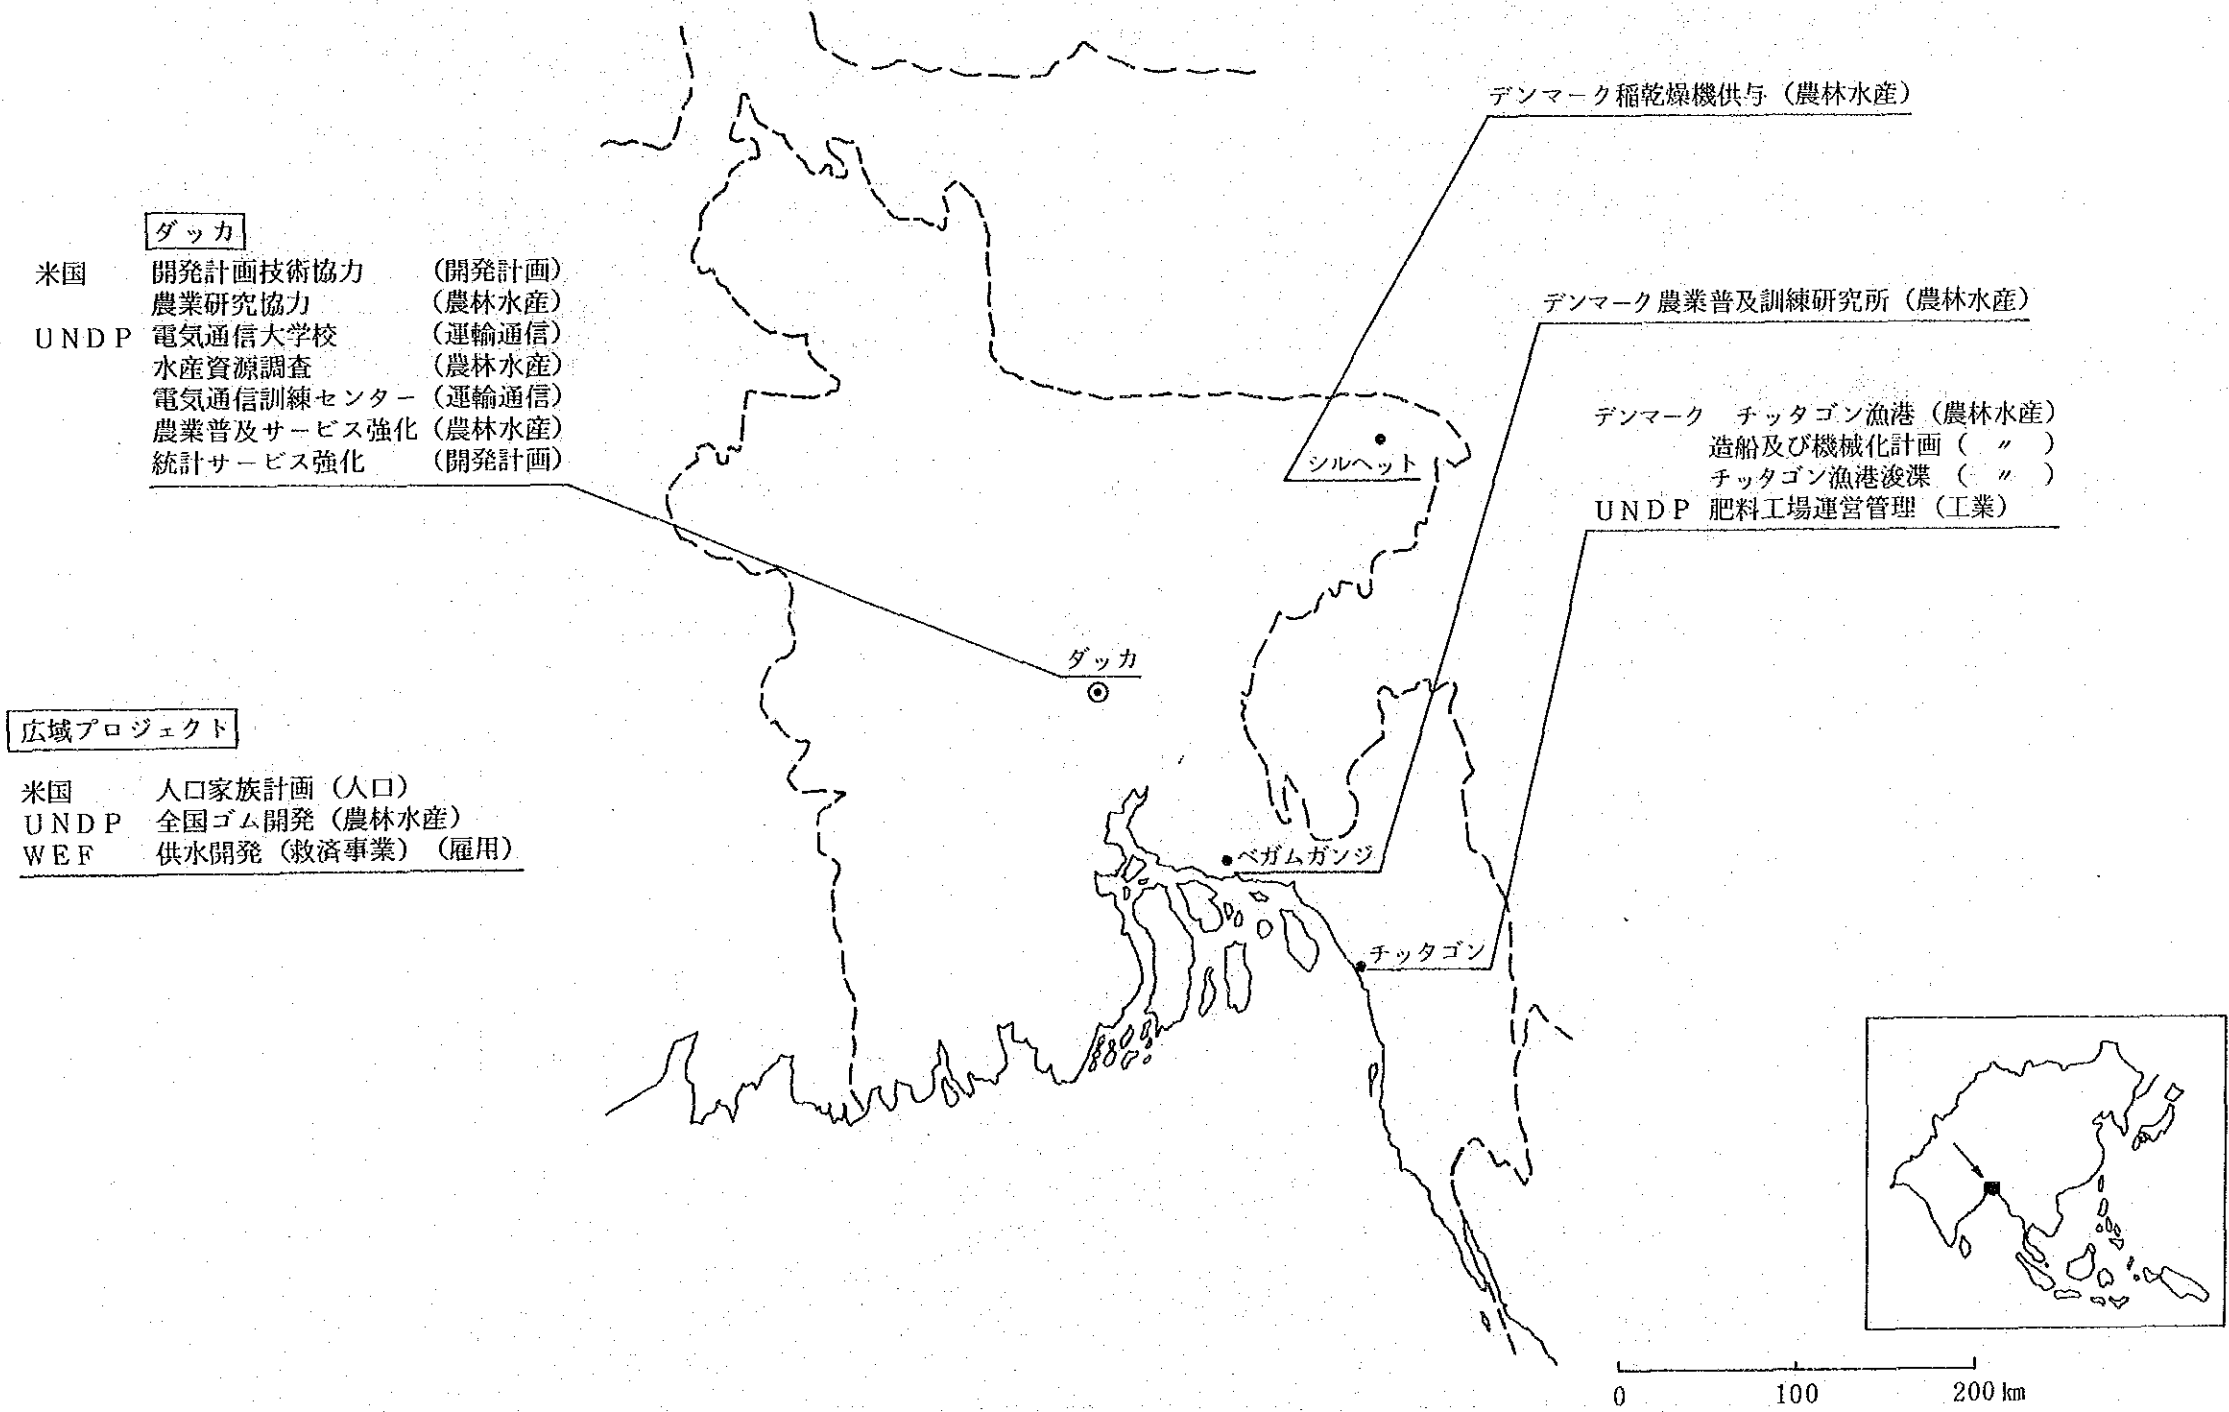 デンマーク稲乾燥機供与（農林水産）
ダッカ
米国 開発計画技術協力 （開発計画）
農業研究協力 （農林水産）
UNDP 電気通信大学校 （運輸通信）
水産資源調査 （農林水産）
電気通信訓練センター （運輸通信）
農業普及サービス強化 （農林水産）
統計サービス強化 （開発計画）
デンマーク農業普及訓練研究所（農林水産）
デンマーク チッタゴン漁港（農林水産）
造船及び機械化計画（ 〃 ）
チッタゴン漁港浚渫（ 〃 ）
UNDP 肥料工場運営管理（工業）
シルヘット
ダッカ
広域プロジェクト
米国 人口家族計画（人口）
UNDP 全国ゴム開発（農林水産）
WEF 供水開発（救済事業）（雇用）
ベガムガンジ
チッタゴン
0 100 200km